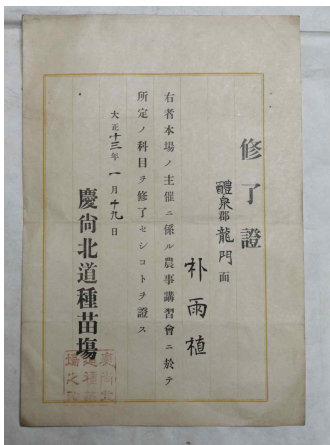 修了證
醴泉郡龍門面
朴雨植
右者本場ノ主催ニ係ル農事講習會ニ於テ
所定ノ科目ヲ修了セシコトヲ證ス
大正十三年一月十九日
慶尙北道種苗場